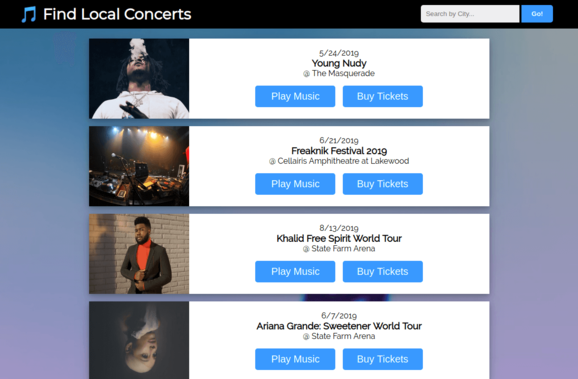 Find Local Concerts
Search by City...
Go!
5/24/2019
Young Nudy
@ The Masquerade
Play Music
Buy Tickets
6/21/2019
Freaknik Festival 2019
@ Cellairis Amphitheatre at Lakewood
Play Music
Buy Tickets
8/13/2019
Khalid Free Spirit World Tour
@ State Farm Arena
Play Music
Buy Tickets
6/7/2019
Ariana Grande: Sweetener World Tour
@ State Farm Arena
Play Music
Buy Tickets